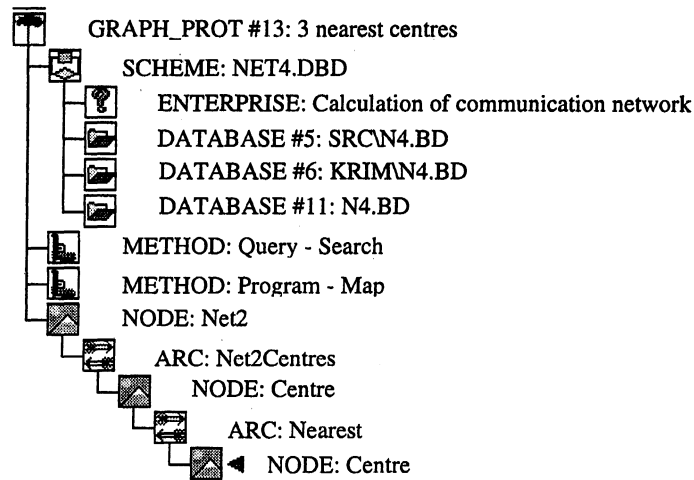 GRAPH_PROT #13: 3 nearest centres
SCHEME: NET4.DBD
ENTERPRISE: Calculation of communication network
DATABASE #5: SRC\N4.BD
DATABASE #6: KRIM\N4.BD
DATABASE #11: N4.BD
METHOD: Query - Search
METHOD: Program - Map
NODE: Net2
ARC: Net2Centres
NODE: Centre
ARC: Nearest
NODE: Centre